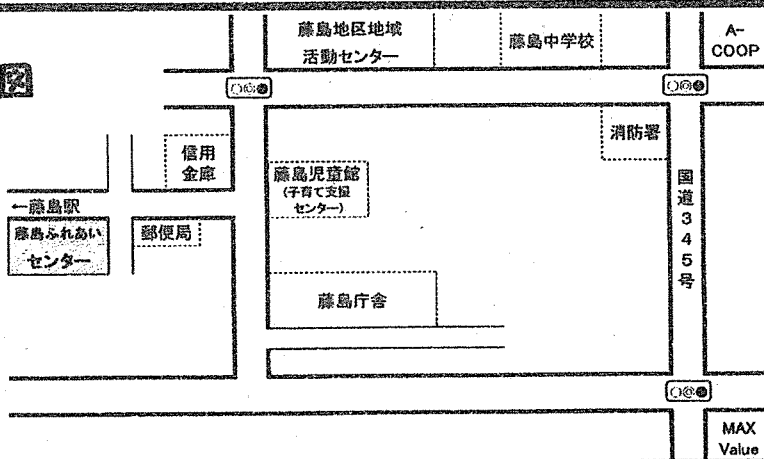 藤島地区地域
活動センター
藤島中学校
A-
COOP
消防署
信用
金庫
藤島児童館
(子育て支援
センター)
国道345号
←藤島駅
藤島ふれあい
センター
郵便局
藤島庁舎
MAX
Value